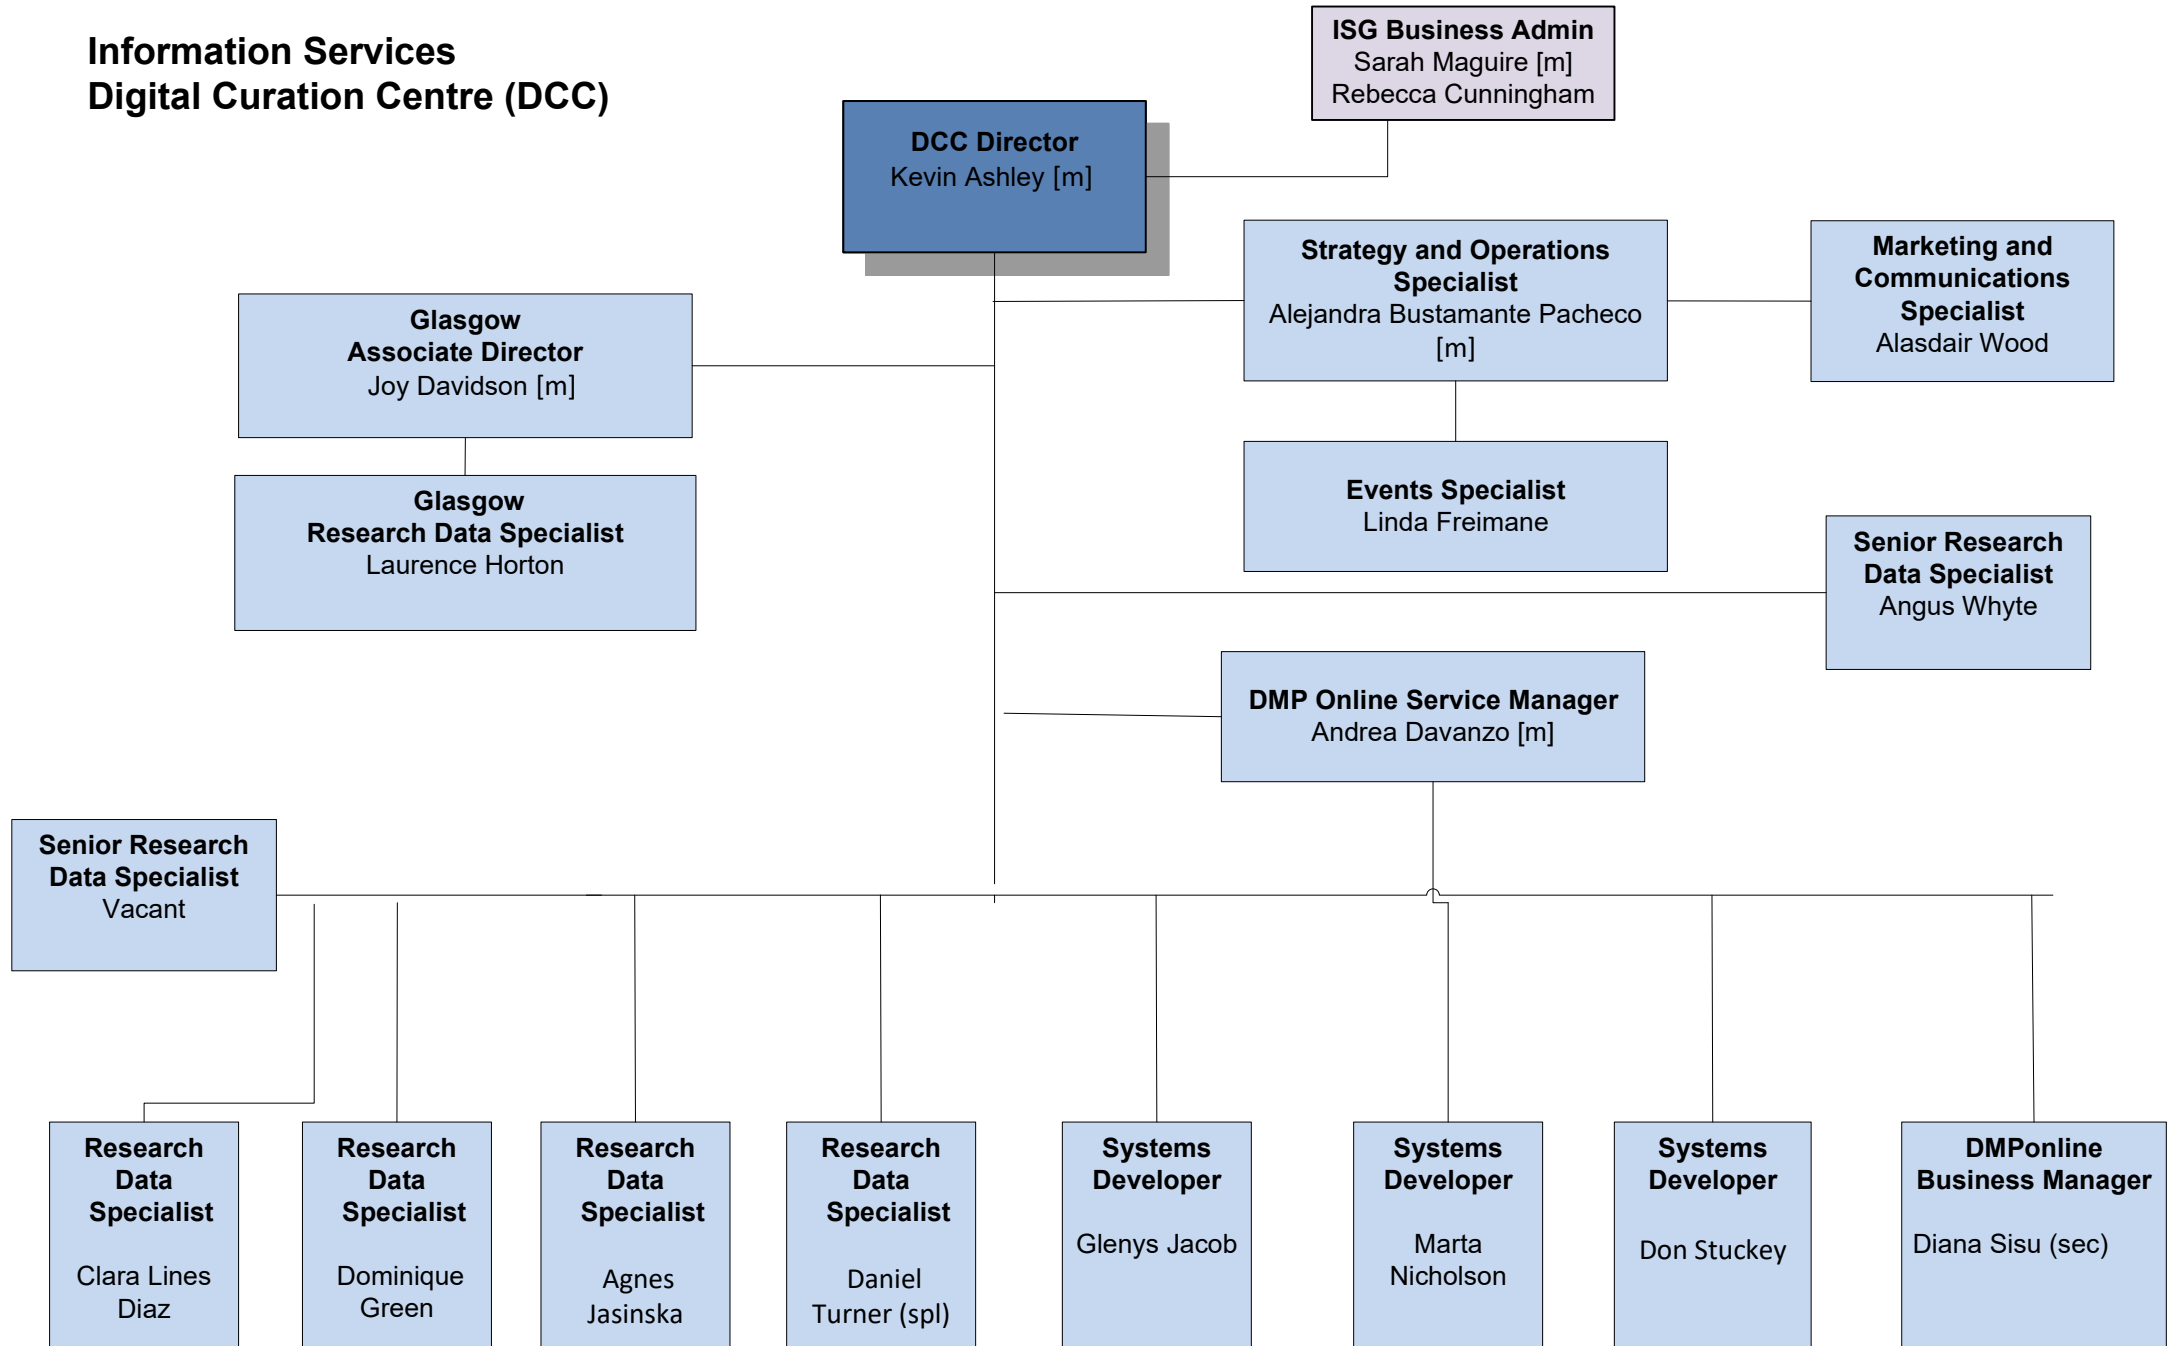 Information Services
Digital Curation Centre (DCC)
ISG Business Admin
Sarah Maguire [m]
Rebecca Cunningham
DCC Director
Kevin Ashley [m]
Strategy and Operations
Specialist
Alejandra Bustamante Pacheco
[m]
Marketing and
Communications
Specialist
Alasdair Wood
Glasgow
Associate Director
Joy Davidson [m]
Glasgow
Research Data Specialist
Laurence Horton
Events Specialist
Linda Freimane
Senior Research
Data Specialist
Angus Whyte
DMP Online Service Manager
Andrea Davanzo [m]
Senior Research
Data Specialist
Vacant
Research
Data
Specialist
Clara Lines
Diaz
Research
Data
Specialist
Dominique
Green
Research
Data
Specialist
Agnes
Jasinska
Research
Data
Specialist
Daniel
Turner (spl)
Systems
Developer
Glenys Jacob
Systems
Developer
Marta
Nicholson
Systems
Developer
Don Stuckey
DMPonline
Business Manager
Diana Sisu (sec)